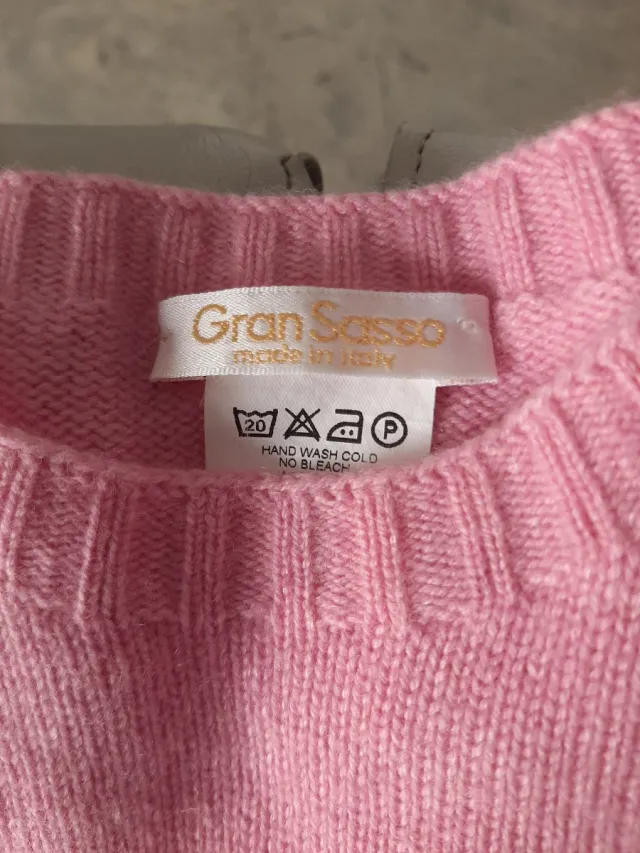 Gran Sasso
made in Italy
20 P
HAND WASH COLD
NO BLEACH